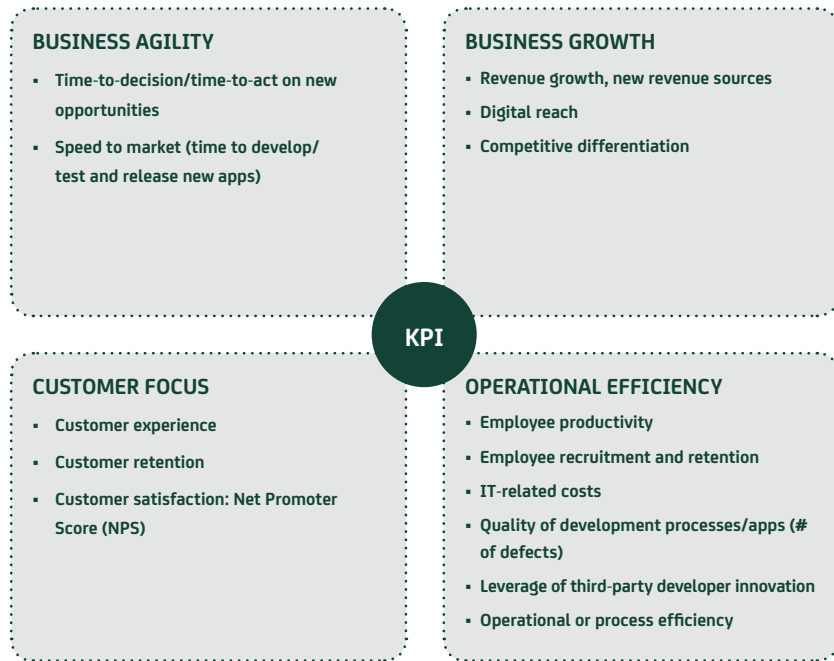 BUSINESS AGILITY
▪ Time-to-decision/time-to-act on new
opportunities
▪ Speed to market (time to develop/
test and release new apps)
BUSINESS GROWTH
▪ Revenue growth, new revenue sources
▪ Digital reach
▪ Competitive differentiation
KPI
CUSTOMER FOCUS
▪ Customer experience
▪ Customer retention
▪ Customer satisfaction: Net Promoter
Score (NPS)
OPERATIONAL EFFICIENCY
▪ Employee productivity
▪ Employee recruitment and retention
▪ IT-related costs
▪ Quality of development processes/apps (#
of defects)
▪ Leverage of third-party developer innovation
▪ Operational or process efficiency